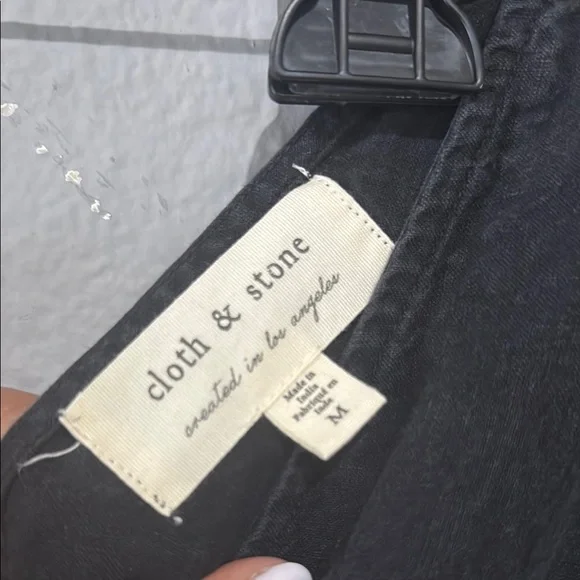 cloth & stone
created in los angeles
Made in
India
Fabriqué en
Inde
M